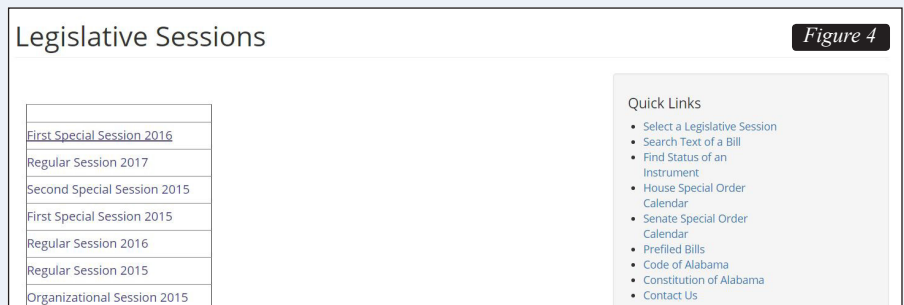 Legislative Sessions
Figure 4
First Special Session 2016
Regular Session 2017
Second Special Session 2015
First Special Session 2015
Regular Session 2016
Regular Session 2015
Organizational Session 2015
Quick Links
Select a Legislative Session
Search Text of a Bill
Find Status of an
Instrument
House Special Order
Calendar
Senate Special Order
Calendar
Prefiled Bills
Code of Alabama
Constitution of Alabama
Contact Us